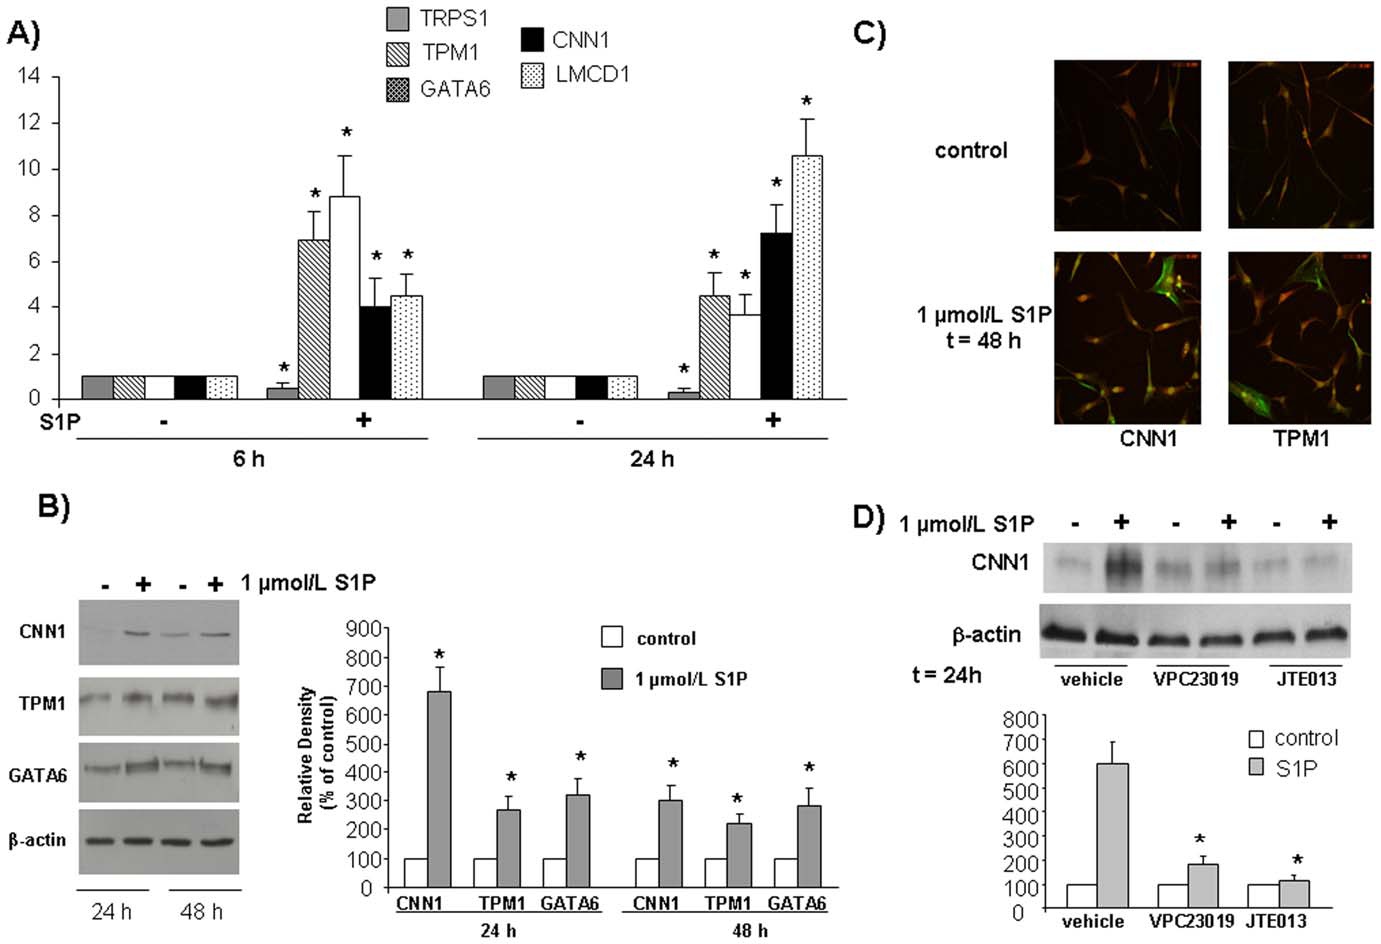 A)
TRPS1
TPM1
GATA6
CNN1
LMCD1
14
12
10
8
6
4
2
0
* * * * *
* * * * *
S1P - + - +
6 h 24 h
B)
- + - + 1 µmol/L S1P
CNN1
TPM1
GATA6
β-actin
24 h 48 h
Relative Density
(% of control)
900
800
700
600
500
400
300
200
100
0
control
1 µmol/L S1P
* * * * * *
CNN1 TPM1 GATA6 CNN1 TPM1 GATA6
24 h 48 h
C)
control
1 µmol/L S1P
t = 48 h
CNN1 TPM1
D)
1 µmol/L S1P - + - + - +
CNN1
β-actin
t = 24h
vehicle VPC23019 JTE013
800
700
600
500
400
300
200
100
0
control
S1P
* *
vehicle VPC23019 JTE013